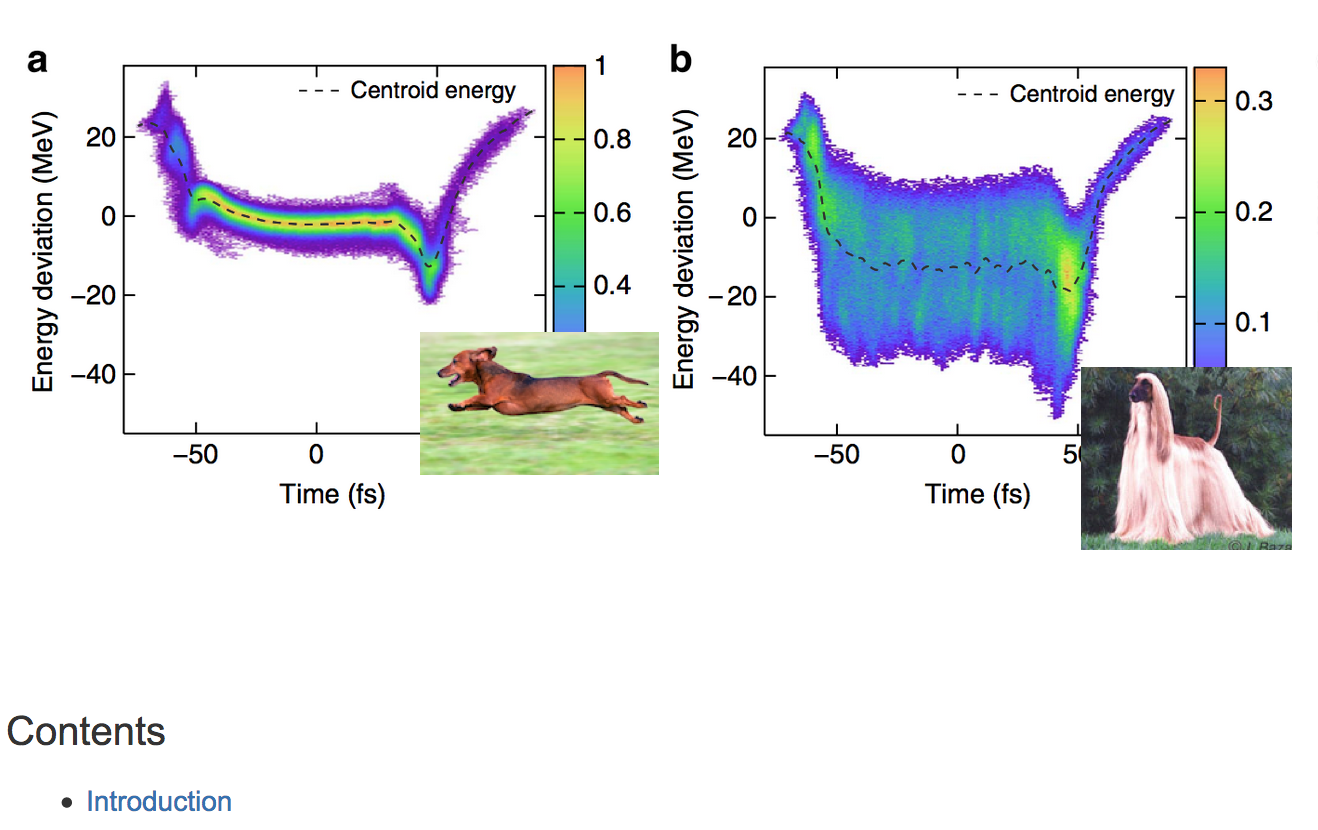 a
Centroid energy
Energy deviation (MeV)
20
0
−20
−40
−50
0
Time (fs)
1
0.8
0.6
0.4
b
Centroid energy
Energy deviation (MeV)
20
0
−20
−40
−50
0
Time (fs)
0.3
0.2
0.1
Contents
Introduction